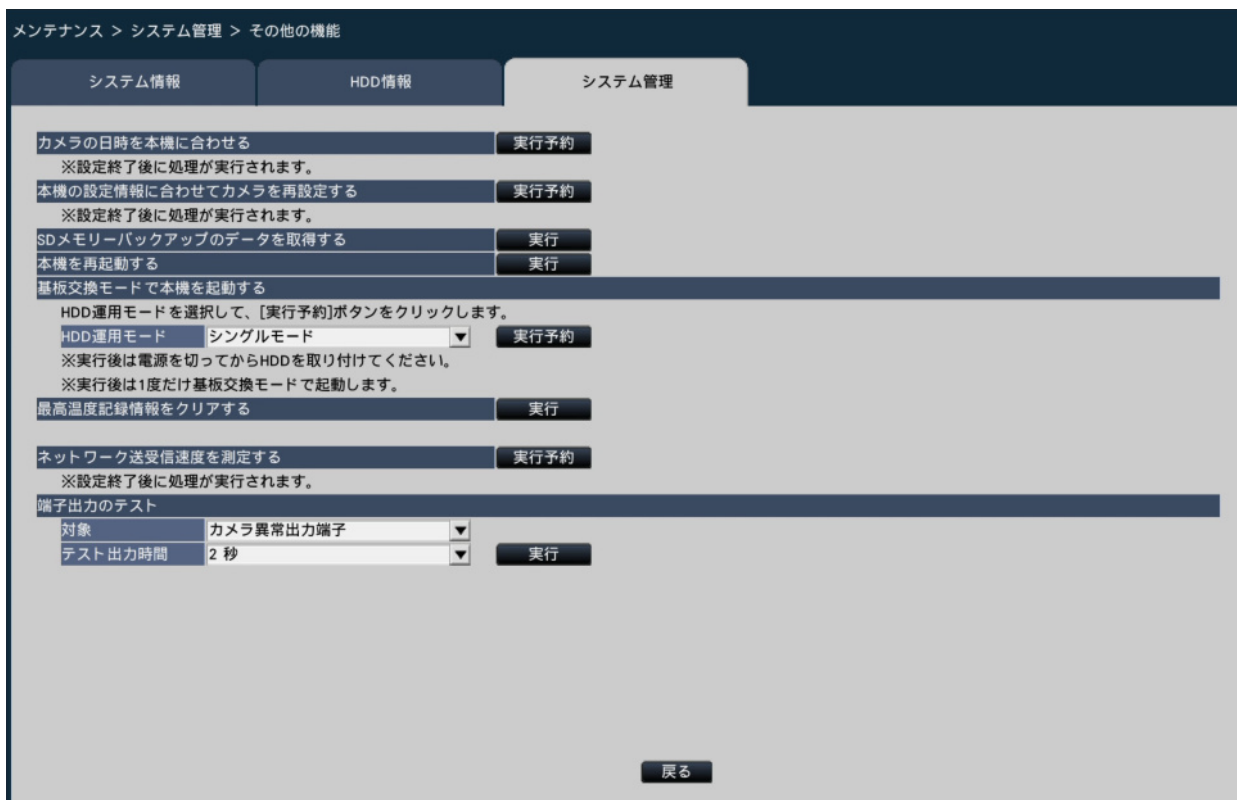 メンテナンス > システム管理 > その他の機能
システム情報 HDD情報 システム管理
カメラの日時を本機に合わせる 実行予約
※設定終了後に処理が実行されます。
本機の設定情報に合わせてカメラを再設定する 実行予約
※設定終了後に処理が実行されます。
SDメモリーバックアップのデータを取得する 実行
本機を再起動する 実行
基板交換モードで本機を起動する
HDD運用モードを選択して、[実行予約]ボタンをクリックします。
HDD運用モード シングルモード 実行予約
※実行後は電源を切ってからHDDを取り付けてください。
※実行後は1度だけ基板交換モードで起動します。
最高温度記録情報をクリアする 実行
ネットワーク送受信速度を測定する 実行予約
※設定終了後に処理が実行されます。
端子出力のテスト
対象 カメラ異常出力端子
テスト出力時間 2 秒 実行
戻る